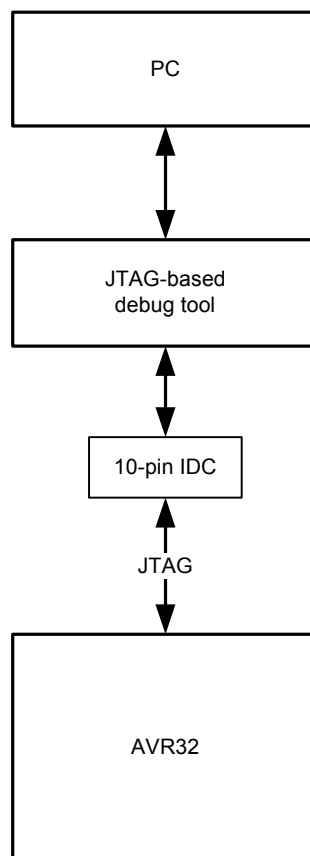 PC
JTAG-based
debug tool
10-pin IDC
JTAG
AVR32